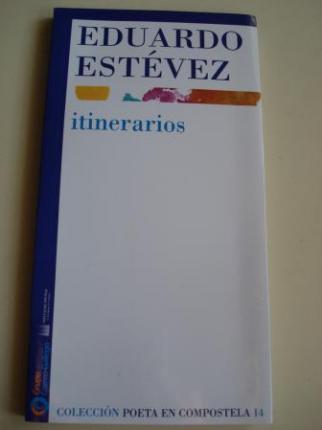 EDUARDO
ESTÉVEZ
itinerarios
COLECCIÓN POETA EN COMPOSTELA 14